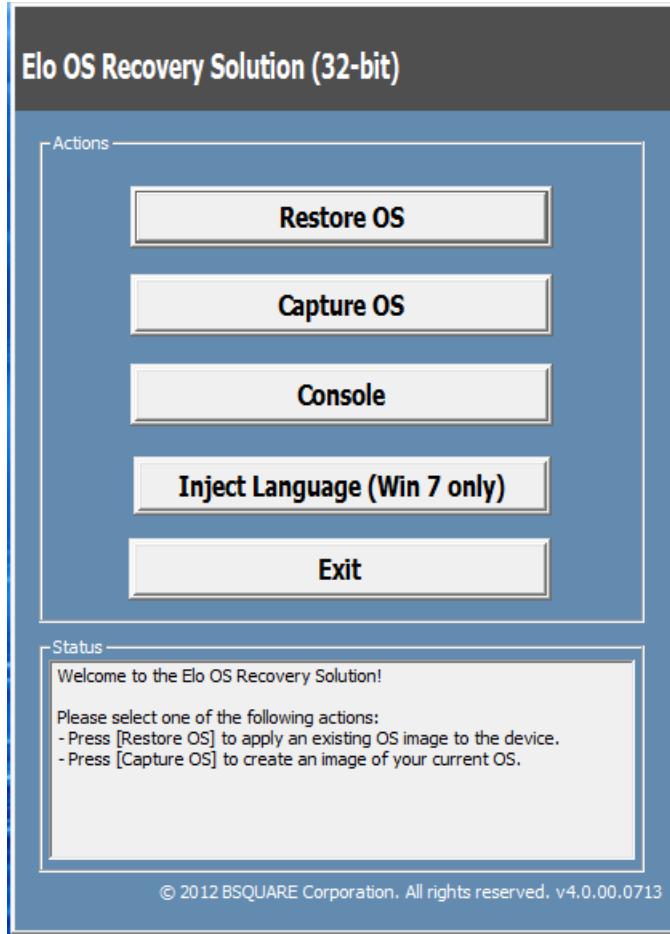 Elo OS Recovery Solution (32-bit)
Actions
Restore OS
Capture OS
Console
Inject Language (Win 7 only)
Exit
Status
Welcome to the Elo OS Recovery Solution!
Please select one of the following actions:
- Press [Restore OS] to apply an existing OS image to the device.
- Press [Capture OS] to create an image of your current OS.
© 2012 BSQUARE Corporation. All rights reserved. v4.0.00.0713